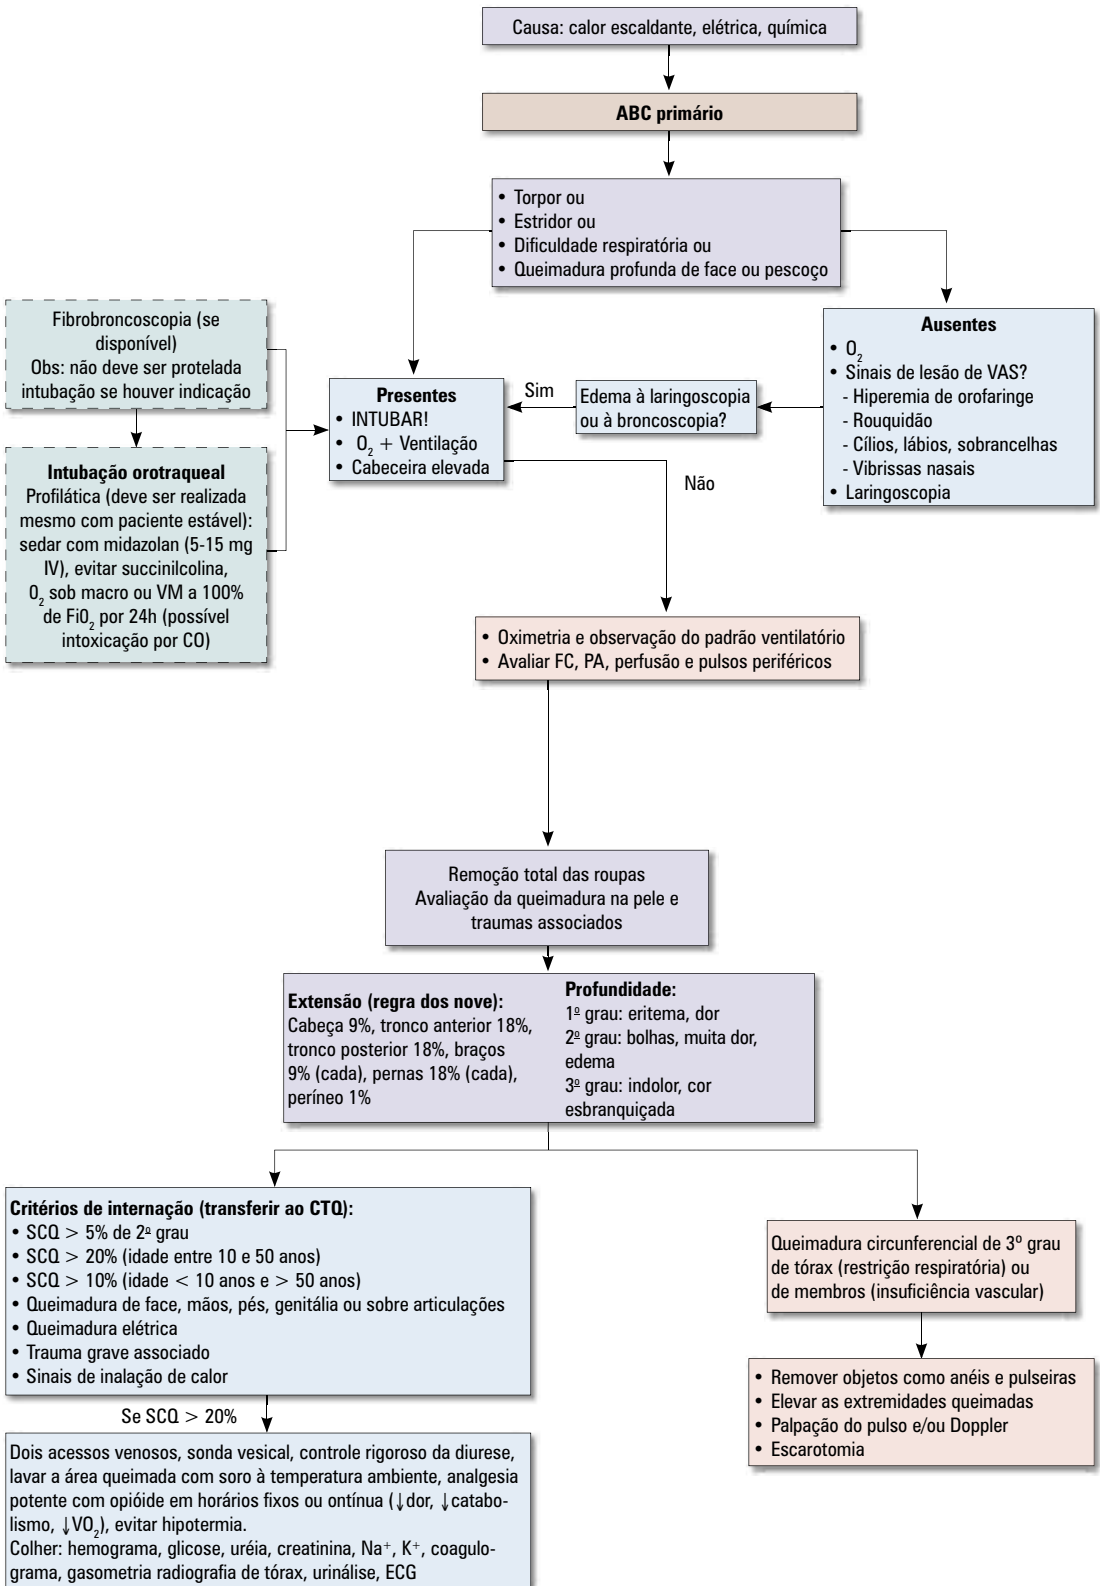 Causa: calor escaldante, elétrica, química
ABC primário
• Torpor ou
• Estridor ou
• Dificuldade respiratória ou
• Queimadura profunda de face ou pescoço
Fibrobroncoscopia (se
disponível)
Obs: não deve ser protelada
intubação se houver indicação
Intubação orotraqueal
Profilática (deve ser realizada
mesmo com paciente estável):
sedar com midazolan (5-15 mg
IV), evitar succinilcolina,
O₂ sob macro ou VM a 100%
de FiO₂ por 24h (possível
intoxicação por CO)
Presentes
• INTUBAR!
• O₂ + Ventilação
• Cabeceira elevada
Sim
Edema à laringoscopia
ou à broncoscopia?
Ausentes
• O₂
• Sinais de lesão de VAS?
- Hiperemia de orofaringe
- Rouquidão
- Cílios, lábios, sobrancelhas
- Vibrissas nasais
• Laringoscopia
Não
• Oximetria e observação do padrão ventilatório
• Avaliar FC, PA, perfusão e pulsos periféricos
Remoção total das roupas
Avaliação da queimadura na pele e
traumas associados
Extensão (regra dos nove):
Cabeça 9%, tronco anterior 18%,
tronco posterior 18%, braços
9% (cada), pernas 18% (cada),
períneo 1%
Profundidade:
1º grau: eritema, dor
2º grau: bolhas, muita dor,
edema
3º grau: indolor, cor
esbranquiçada
Critérios de internação (transferir ao CTQ):
• SCQ > 5% de 2º grau
• SCQ > 20% (idade entre 10 e 50 anos)
• SCQ > 10% (idade < 10 anos e > 50 anos)
• Queimadura de face, mãos, pés, genitália ou sobre articulações
• Queimadura elétrica
• Trauma grave associado
• Sinais de inalação de calor
Se SCQ > 20%
Dois acessos venosos, sonda vesical, controle rigoroso da diurese,
lavar a área queimada com soro à temperatura ambiente, analgesia
potente com opióide em horários fixos ou ontínua (↓dor, ↓catabo-
lismo, ↓VO₂), evitar hipotermia.
Colher: hemograma, glicose, uréia, creatinina, Na⁺, K⁺, coagulo-
grama, gasometria radiografia de tórax, urinálise, ECG
Queimadura circunferencial de 3º grau
de tórax (restrição respiratória) ou
de membros (insuficiência vascular)
• Remover objetos como anéis e pulseiras
• Elevar as extremidades queimadas
• Palpação do pulso e/ou Doppler
• Escarotomia